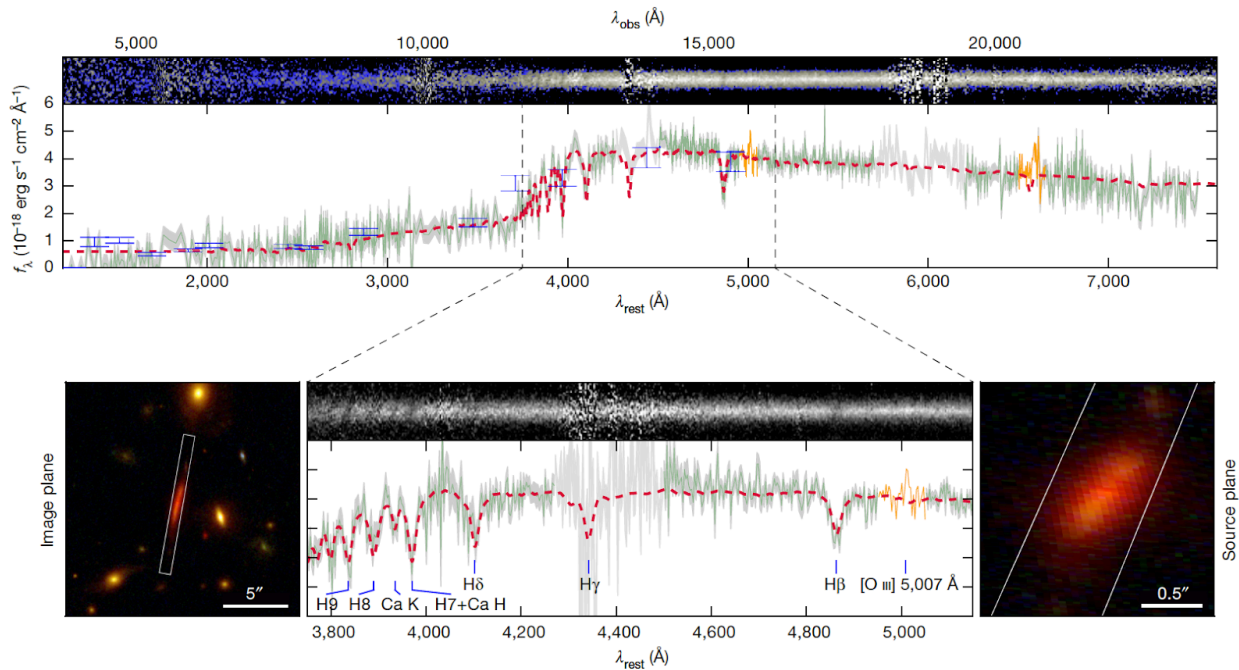 λobs (Å)
5,000 10,000 15,000 20,000
fλ (10⁻¹⁸ erg s⁻¹ cm⁻² Å⁻¹)
6
5
4
3
2
1
0
2,000 3,000 4,000 5,000 6,000 7,000
λrest (Å)
Image plane
5″
Hδ Hγ Hβ [O III] 5,007 Å
H9 H8 Ca K H7+Ca H
3,800 4,000 4,200 4,400 4,600 4,800 5,000
λrest (Å)
0.5″
Source plane